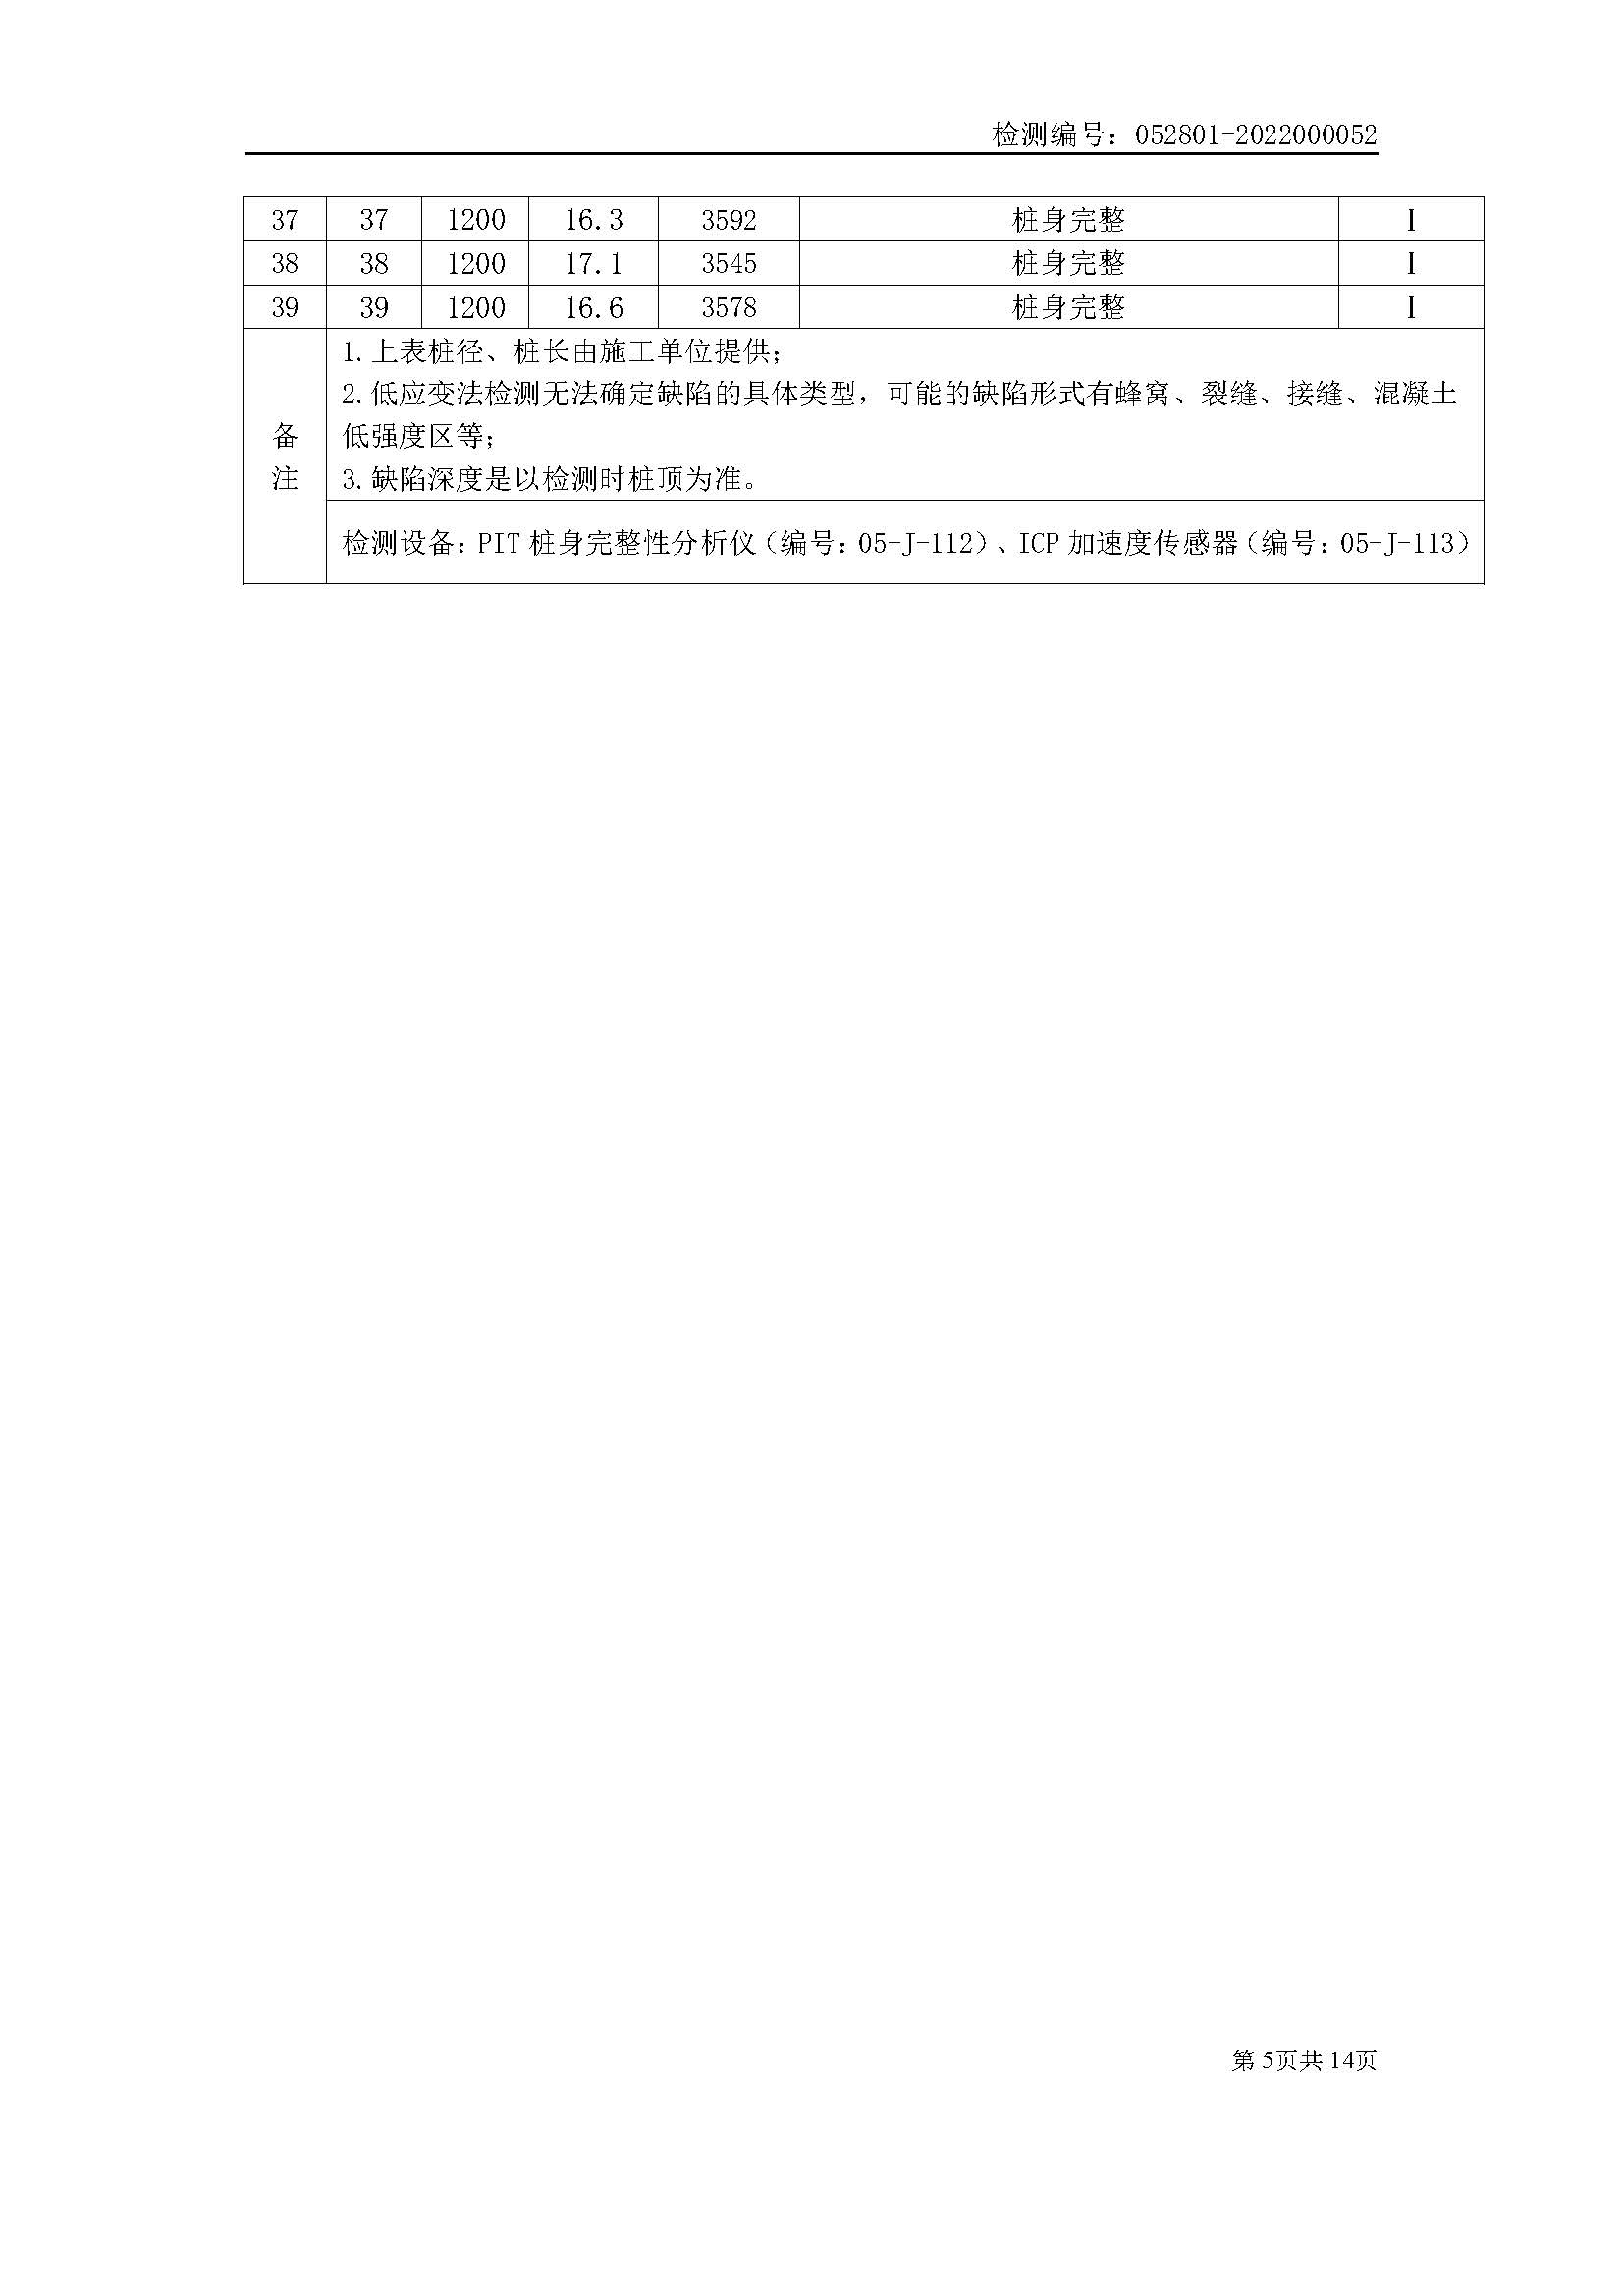 检测编号：052801-2022000052
37 37 1200 16.3 3592 桩身完整 I
38 38 1200 17.1 3545 桩身完整 I
39 39 1200 16.6 3578 桩身完整 I
备注
1.上表桩径、桩长由施工单位提供；
2.低应变法检测无法确定缺陷的具体类型，可能的缺陷形式有蜂窝、裂缝、接缝、混凝土
低强度区等；
3.缺陷深度是以检测时桩顶为准。
检测设备：PIT 桩身完整性分析仪（编号：05-J-112）、ICP 加速度传感器（编号：05-J-113）
第 5页共 14页